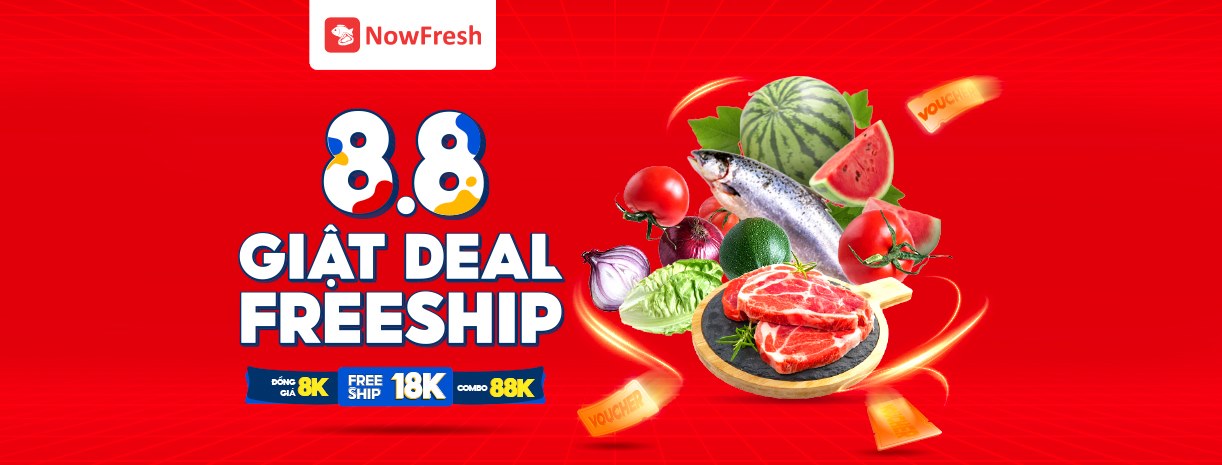 NowFresh
8.8
GIẬT DEAL
FREESHIP
ĐỒNG GIÁ 8K
FREE SHIP 18K
COMBO 88K
VOUCHER
VOUCHER